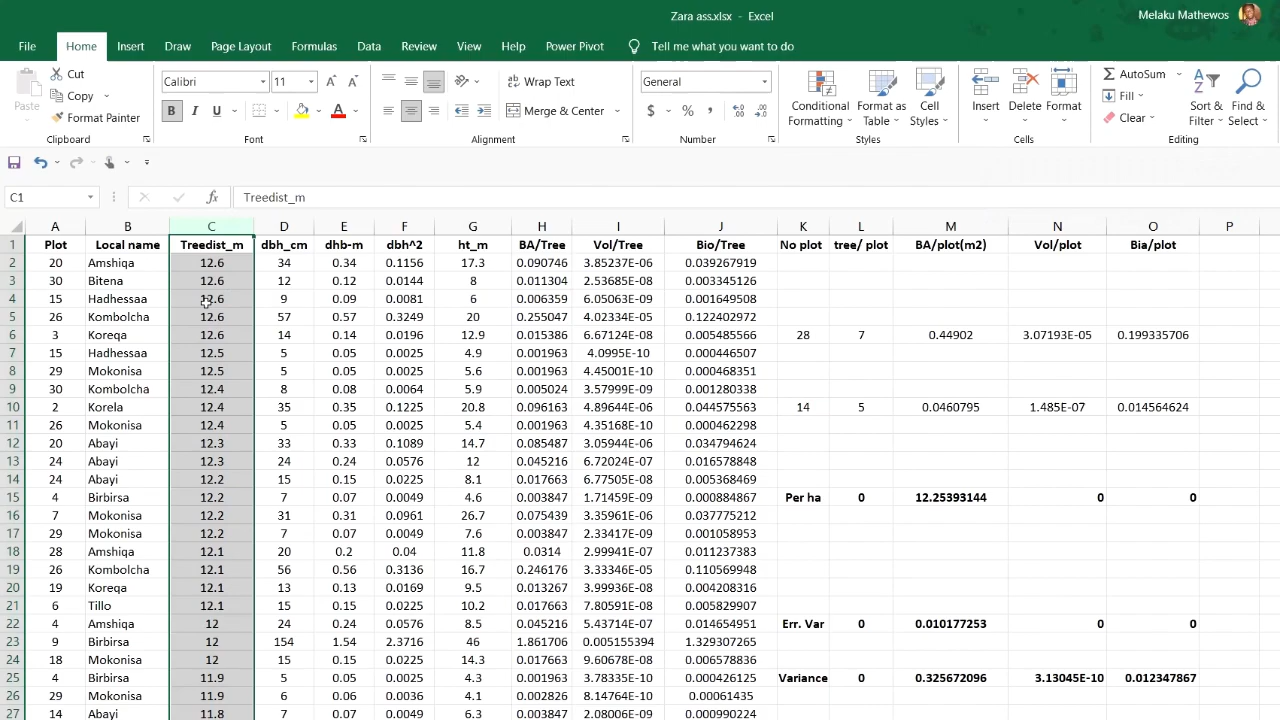 Zara ass.xlsx - Excel
Melaku Mathewos
File Home Insert Draw Page Layout Formulas Data Review View Help Power Pivot Tell me what you want to do
Cut
Copy
Format Painter
Paste
Calibri 11
B I U A
Wrap Text
Merge & Center
General
$ % ,
Conditional Formatting
Format as Table
Cell Styles
Insert Delete Format
AutoSum
Fill
Clear
Sort & Filter
Find & Select
Clipboard Font Alignment Number Styles Cells Editing
C1 fx Treedist_m
A B C D E F G H I J K L M N O P
1 Plot Local name Treedist_m dbh_cm dhb-m dbh^2 ht_m BA/Tree Vol/Tree Bio/Tree No plot tree/ plot BA/plot(m2) Vol/plot Bia/plot
2 20 Amshiqa 12.6 34 0.34 0.1156 17.3 0.090746 3.85237E-06 0.039267919
3 30 Bitena 12.6 12 0.12 0.0144 8 0.011304 2.53685E-08 0.003345126
4 15 Hadhessaa 12.6 9 0.09 0.0081 6 0.006359 6.05063E-09 0.001649508
5 26 Kombolcha 12.6 57 0.57 0.3249 20 0.255047 4.02334E-05 0.122402972
6 3 Koreqa 12.6 14 0.14 0.0196 12.9 0.015386 6.67124E-08 0.005485566 28 7 0.44902 3.07193E-05 0.199335706
7 15 Hadhessaa 12.5 5 0.05 0.0025 4.9 0.001963 4.0995E-10 0.000446507
8 29 Mokonisa 12.5 5 0.05 0.0025 5.6 0.001963 4.45001E-10 0.000468351
9 30 Kombolcha 12.4 8 0.08 0.0064 5.9 0.005024 3.57999E-09 0.001280338
10 2 Korela 12.4 35 0.35 0.1225 20.8 0.096163 4.89644E-06 0.044575563 14 5 0.0460795 1.485E-07 0.014564624
11 26 Mokonisa 12.4 5 0.05 0.0025 5.4 0.001963 4.35168E-10 0.000462298
12 20 Abayi 12.3 33 0.33 0.1089 14.7 0.085487 3.05944E-06 0.034794624
13 24 Abayi 12.3 24 0.24 0.0576 12 0.045216 6.72024E-07 0.016578848
14 24 Abayi 12.2 15 0.15 0.0225 8.1 0.017663 6.77505E-08 0.005368469
15 4 Birbirsa 12.2 7 0.07 0.0049 4.6 0.003847 1.71459E-09 0.000884867 Per ha 0 12.25393144 0 0
16 7 Mokonisa 12.2 31 0.31 0.0961 26.7 0.075439 3.35961E-06 0.037775212
17 29 Mokonisa 12.2 7 0.07 0.0049 7.6 0.003847 2.33417E-09 0.001058953
18 28 Amshiqa 12.1 20 0.2 0.04 11.8 0.0314 2.99941E-07 0.011237383
19 26 Kombolcha 12.1 56 0.56 0.3136 16.7 0.246176 3.33346E-05 0.110569948
20 19 Koreqa 12.1 13 0.13 0.0169 9.5 0.013267 3.99936E-08 0.004208316
21 6 Tillo 12.1 15 0.15 0.0225 10.2 0.017663 7.80591E-08 0.005829907
22 4 Amshiqa 12 24 0.24 0.0576 8.5 0.045216 5.43714E-07 0.014654951 Err. Var 0 0.010177253 0 0
23 9 Birbirsa 12 154 1.54 2.3716 46 1.861706 0.005155394 1.329307265
24 18 Mokonisa 12 15 0.15 0.0225 14.3 0.017663 9.60678E-08 0.006578836
25 4 Birbirsa 11.9 5 0.05 0.0025 4.3 0.001963 3.78335E-10 0.000426125 Variance 0 0.325672096 3.13045E-10 0.012347867
26 29 Mokonisa 11.9 6 0.06 0.0036 4.1 0.002826 8.14764E-10 0.00061435
27 14 Abayi 11.8 7 0.07 0.0049 6.3 0.003847 2.08006E-09 0.000990224